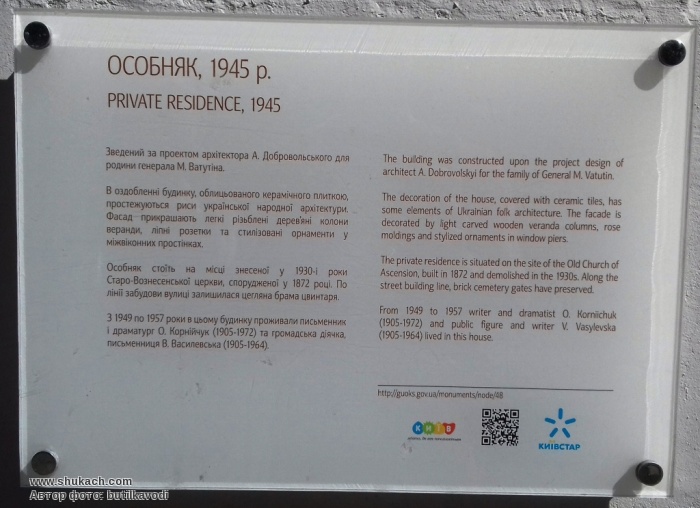 ОСОБНЯК, 1945 р.
PRIVATE RESIDENCE, 1945
Зведений за проектом архітектора А. Добровольського для
родини генерала М. Ватутіна.
В оздобленні будинку, облицьованого керамічного плиткою,
простежуються риси української народної архітектури.
Фасад прикрашають легкі різьблені дерев'яні колони
веранди, ліпні розетки та стилізовані орнаменти у
міжвіконних простінках.
Особняк стоїть на місці знесеної у 1930-і роки
Старо-Вознесенської церкви, спорудженої у 1872 році. По
лінії забудови вулиці залишилася цегляна брама цвинтаря.
З 1949 по 1957 роки в цьому будинку проживали письменник
і драматург О. Корнійчук (1905-1972) та громадська діячка,
письменниця В. Василевська (1905-1964).
The building was constructed upon the project design of
architect A. Dobrovolskyi for the family of General M. Vatutin.
The decoration of the house, covered with ceramic tiles, has
some elements of Ukrainian folk architecture. The facade is
decorated by light carved wooden veranda columns, rose
moldings and stylized ornaments in window piers.
The private residence is situated on the site of the Old Church of
Ascension, built in 1872 and demolished in the 1930s. Along the
street building line, brick cemetery gates have preserved.
From 1949 to 1957 writer and dramatist O. Korniichuk
(1905-1972) and public figure and writer V. Vasylevska
(1905-1964) lived in this house.
http://guoks.gov.ua/monuments/node/48
КИЇВ
КИЇВСТАР
www.shukach.com
Автор фото: butilkavodi